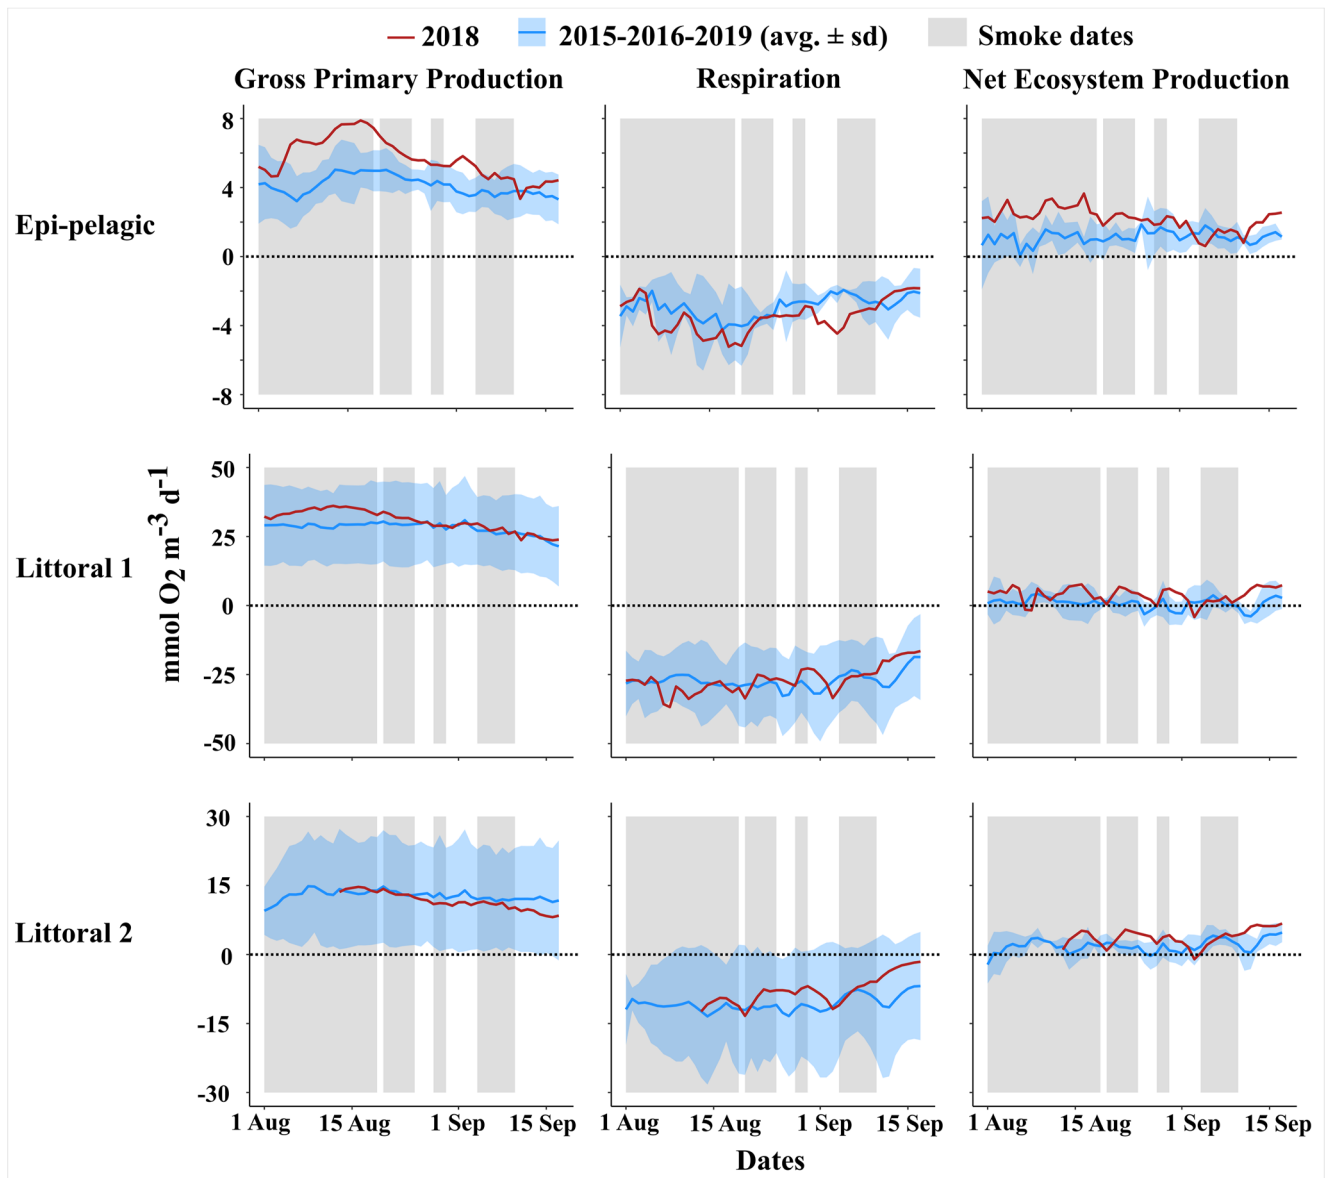 2018 2015-2016-2019 (avg. ± sd) Smoke dates
Gross Primary Production Respiration Net Ecosystem Production
Epi-pelagic
8
4
0
-4
-8
mmol O2 m-3 d-1
Littoral 1
50
25
0
-25
-50
Littoral 2
30
15
0
-15
-30
1 Aug 15 Aug 1 Sep 15 Sep 1 Aug 15 Aug 1 Sep 15 Sep 1 Aug 15 Aug 1 Sep 15 Sep
Dates